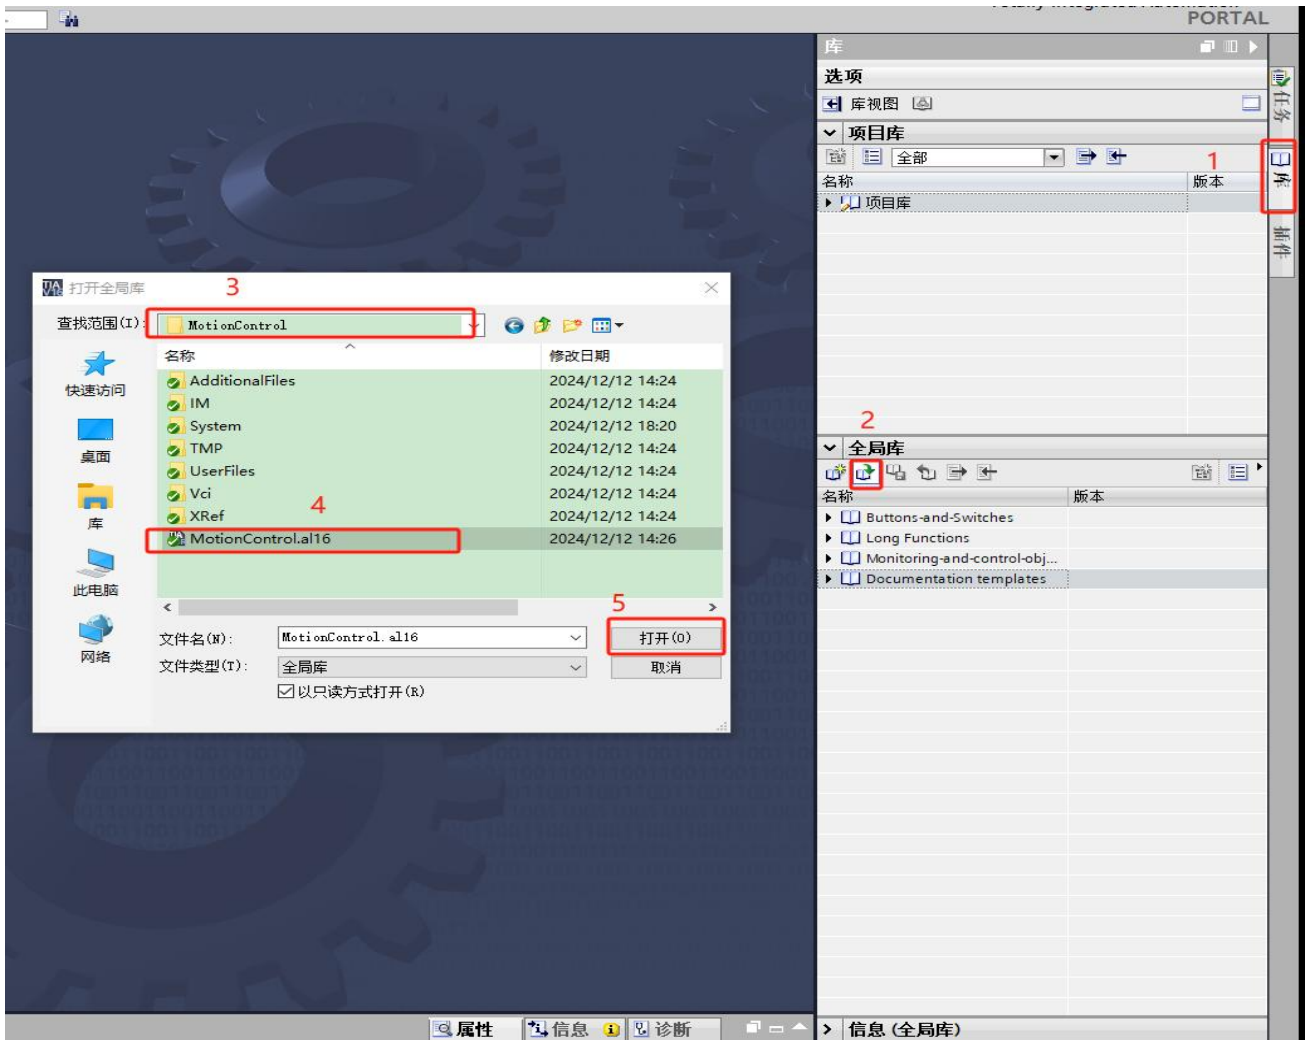 PORTAL
库
选项
库视图
任务
项目库
全部
1
名称
版本
库
项目库
插件
打开全局库
3
查找范围(I):
MotionControl
名称
修改日期
快速访问
AdditionalFiles
2024/12/12 14:24
IM
2024/12/12 14:24
System
2024/12/12 18:20
桌面
TMP
2024/12/12 14:24
UserFiles
2024/12/12 14:24
Vci
2024/12/12 14:24
4
库
XRef
2024/12/12 14:24
MotionControl.al16
2024/12/12 14:26
此电脑
5
文件名(N):
MotionControl.al16
打开(O)
网络
文件类型(T):
全局库
取消
以只读方式打开(R)
2
全局库
名称
版本
Buttons-and-Switches
Long Functions
Monitoring-and-control-obj...
Documentation templates
属性
信息
诊断
信息 (全局库)